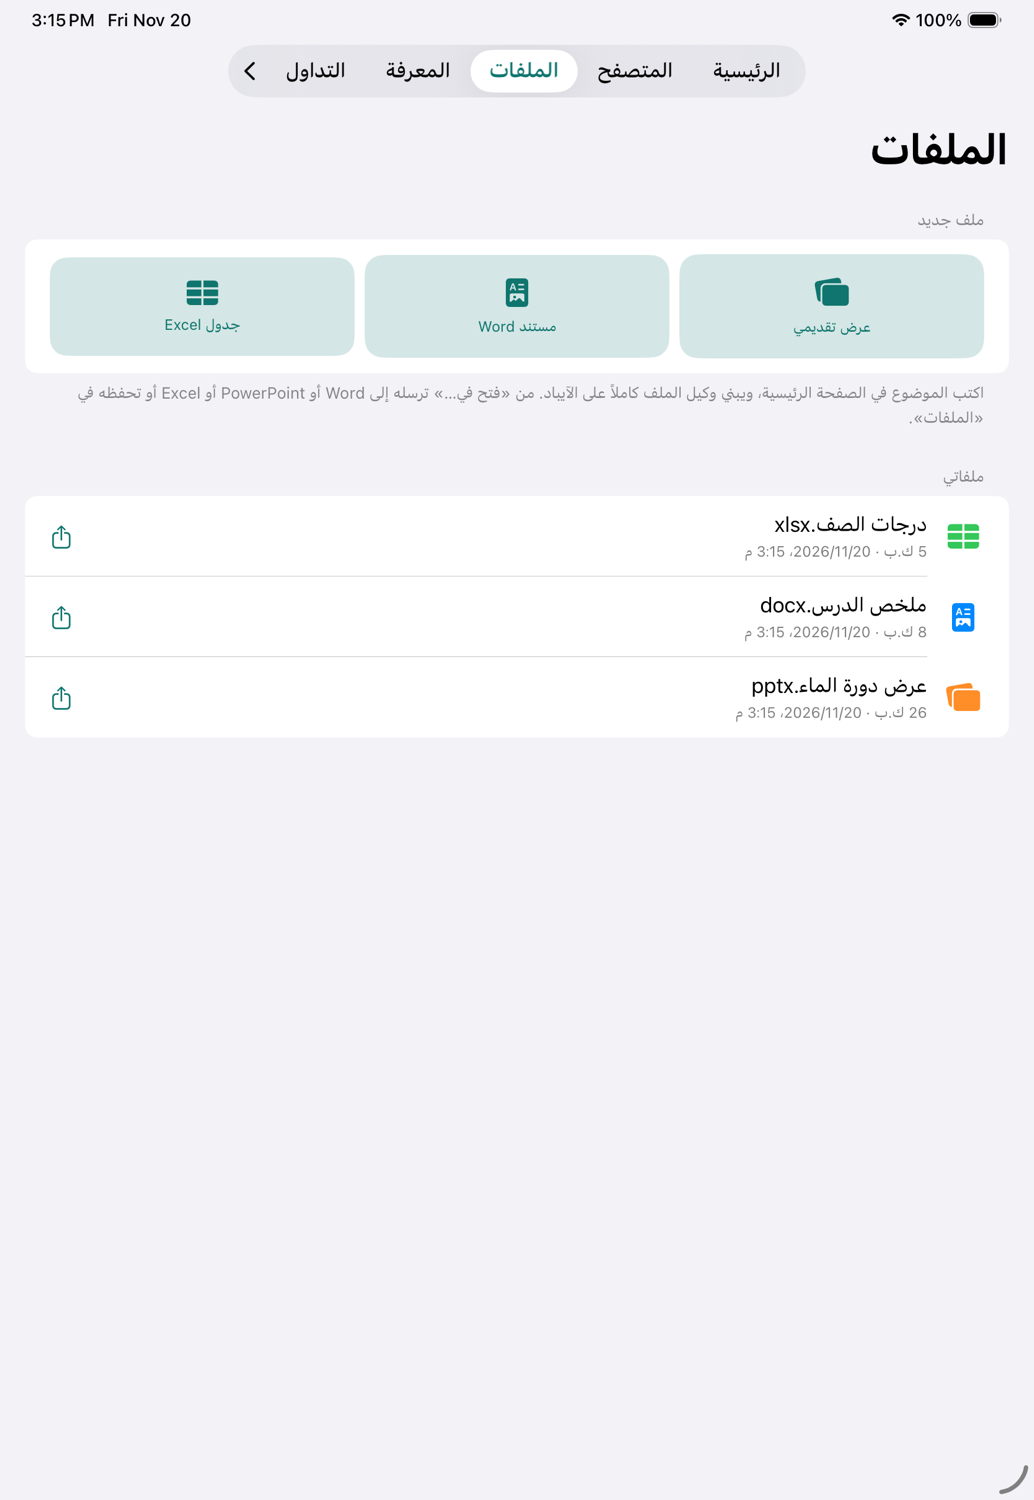 3:15 PM Fri Nov 20
100%
الرئيسية المتصفح الملفات المعرفة التداول
الملفات
ملف جديد
عرض تقديمي
مستند Word
جدول Excel
اكتب الموضوع في الصفحة الرئيسية، ويبني وكيل الملف كاملاً على الآيباد. من «فتح في...» ترسله إلى Word أو PowerPoint أو Excel أو تحفظه في
«الملفات».
ملفاتي
درجات الصف.xlsx
5 ك.ب · 2026/11/20، 3:15 م
ملخص الدرس.docx
8 ك.ب · 2026/11/20، 3:15 م
عرض دورة الماء.pptx
26 ك.ب · 2026/11/20، 3:15 م